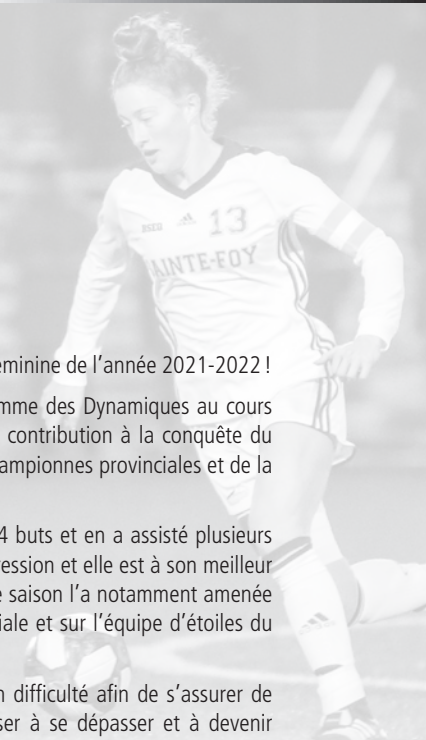 13
AINTE-FOY
éminine de l'année 2021-2022 !
mme des Dynamiques au cours
contribution à la conquête du
ampionnes provinciales et de la
4 buts et en a assisté plusieurs
ression et elle est à son meilleur
e saison l'a notamment amenée
iale et sur l'équipe d'étoiles du
n difficulté afin de s'assurer de
ser à se dépasser et à devenir